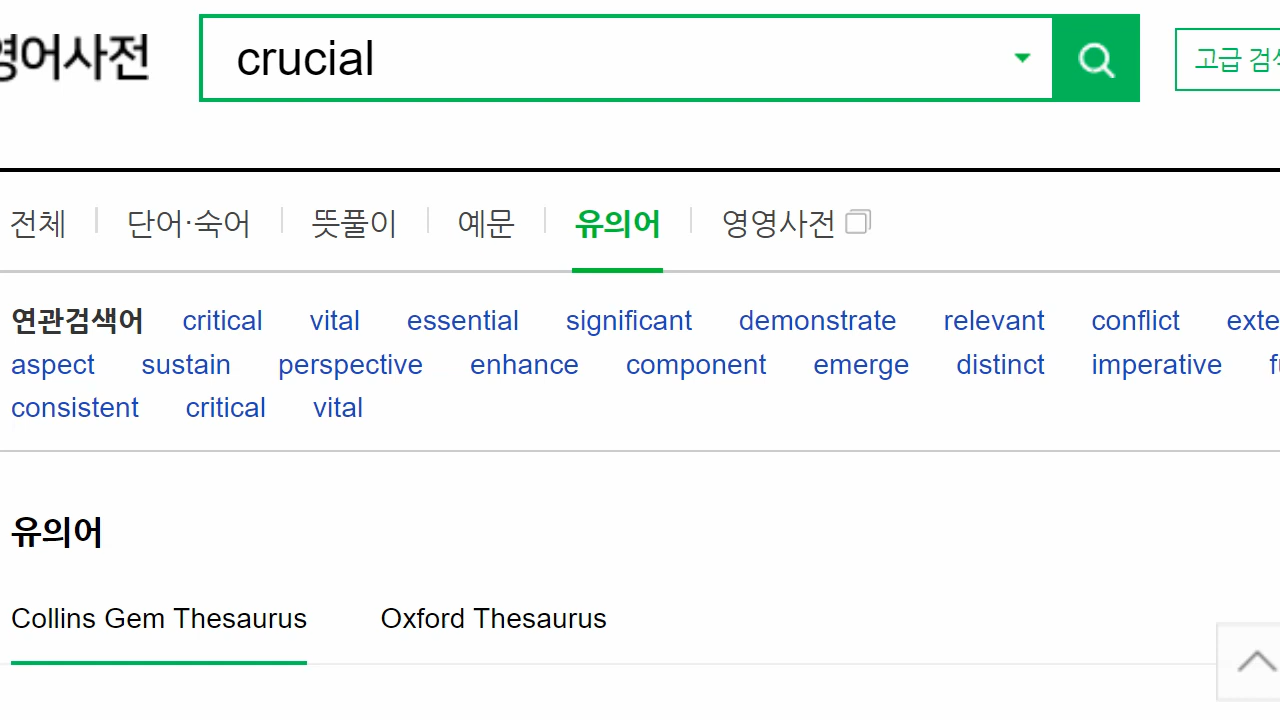 영어사전 crucial 고급 검색
전체 단어·숙어 뜻풀이 예문 유의어 영영사전
연관검색어 critical vital essential significant demonstrate relevant conflict exte
aspect sustain perspective enhance component emerge distinct imperative
consistent critical vital
유의어
Collins Gem Thesaurus Oxford Thesaurus